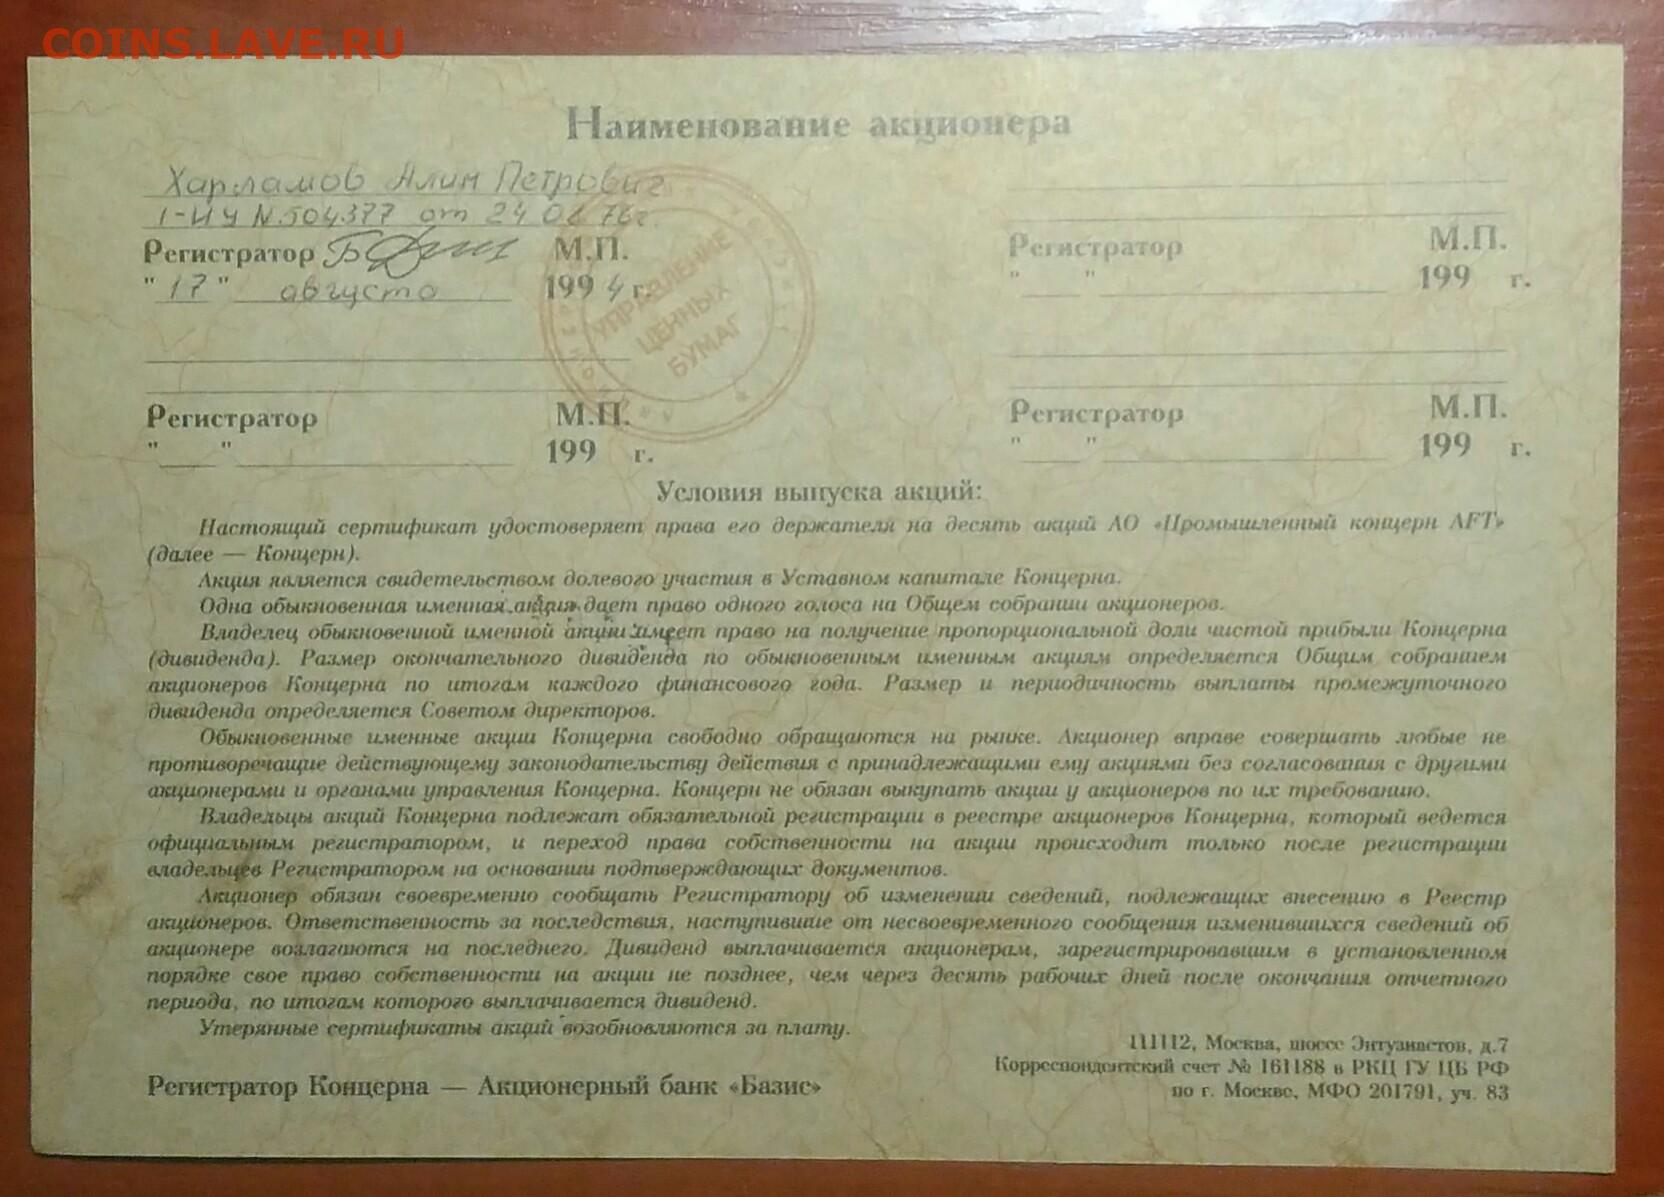 COINS.LAVE.RU
Наименование акционера
Харламов Алим Петрович
I-ИУ N 504377 от 24 76г.
Регистратор М.П.
"17" августа 1994 г.
Регистратор М.П.
" " 199 г.
УПРАВЛЕНИЕ
ЦЕННЫХ
БУМАГ
Регистратор М.П.
" " 199 г.
Регистратор М.П.
" " 199 г.
Условия выпуска акций:
Настоящий сертификат удостоверяет права его держателя на десять акций АО «Промышленный концерн AFT»
(далее — Концерн).
Акция является свидетельством долевого участия в Уставном капитале Концерна.
Одна обыкновенная именная акция дает право одного голоса на Общем собрании акционеров.
Владелец обыкновенной именной акции имеет право на получение пропорциональной доли чистой прибыли Концерна
(дивиденда). Размер окончательного дивиденда по обыкновенным именным акциям определяется Общим собранием
акционеров Концерна по итогам каждого финансового года. Размер и периодичность выплаты промежуточного
дивиденда определяется Советом директоров.
Обыкновенные именные акции Концерна свободно обращаются на рынке. Акционер вправе совершать любые не
противоречащие действующему законодательству действия с принадлежащими ему акциями без согласования с другими
акционерами и органами управления Концерна. Концерн не обязан выкупать акции у акционеров по их требованию.
Владельцы акций Концерна подлежат обязательной регистрации в реестре акционеров Концерна, который ведется
официальным регистратором, и переход права собственности на акции происходит только после регистрации
владельцев Регистратором на основании подтверждающих документов.
Акционер обязан своевременно сообщать Регистратору об изменении сведений, подлежащих внесению в Реестр
акционеров. Ответственность за последствия, наступившие от несвоевременного сообщения изменившихся сведений об
акционере возлагаются на последнего. Дивиденд выплачивается акционерам, зарегистрировавшим в установленном
порядке свое право собственности на акции не позднее, чем через десять рабочих дней после окончания отчетного
периода, по итогам которого выплачивается дивиденд.
Утерянные сертификаты акций возобновляются за плату.
Регистратор Концерна — Акционерный банк «Базис»
111112, Москва, шоссе Энтузиастов, д.7
Корреспондентский счет № 161188 в РКЦ ГУ ЦБ РФ
по г. Москве, МФО 201791, уч. 83